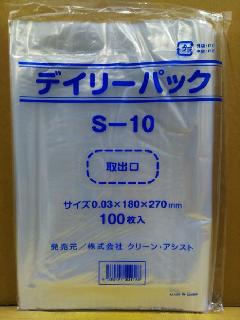 プラ
デイリーパック
S-10
取出口
サイズ0.03×180×270mm
100枚入
発売元/株式会社 クリーン・アシスト